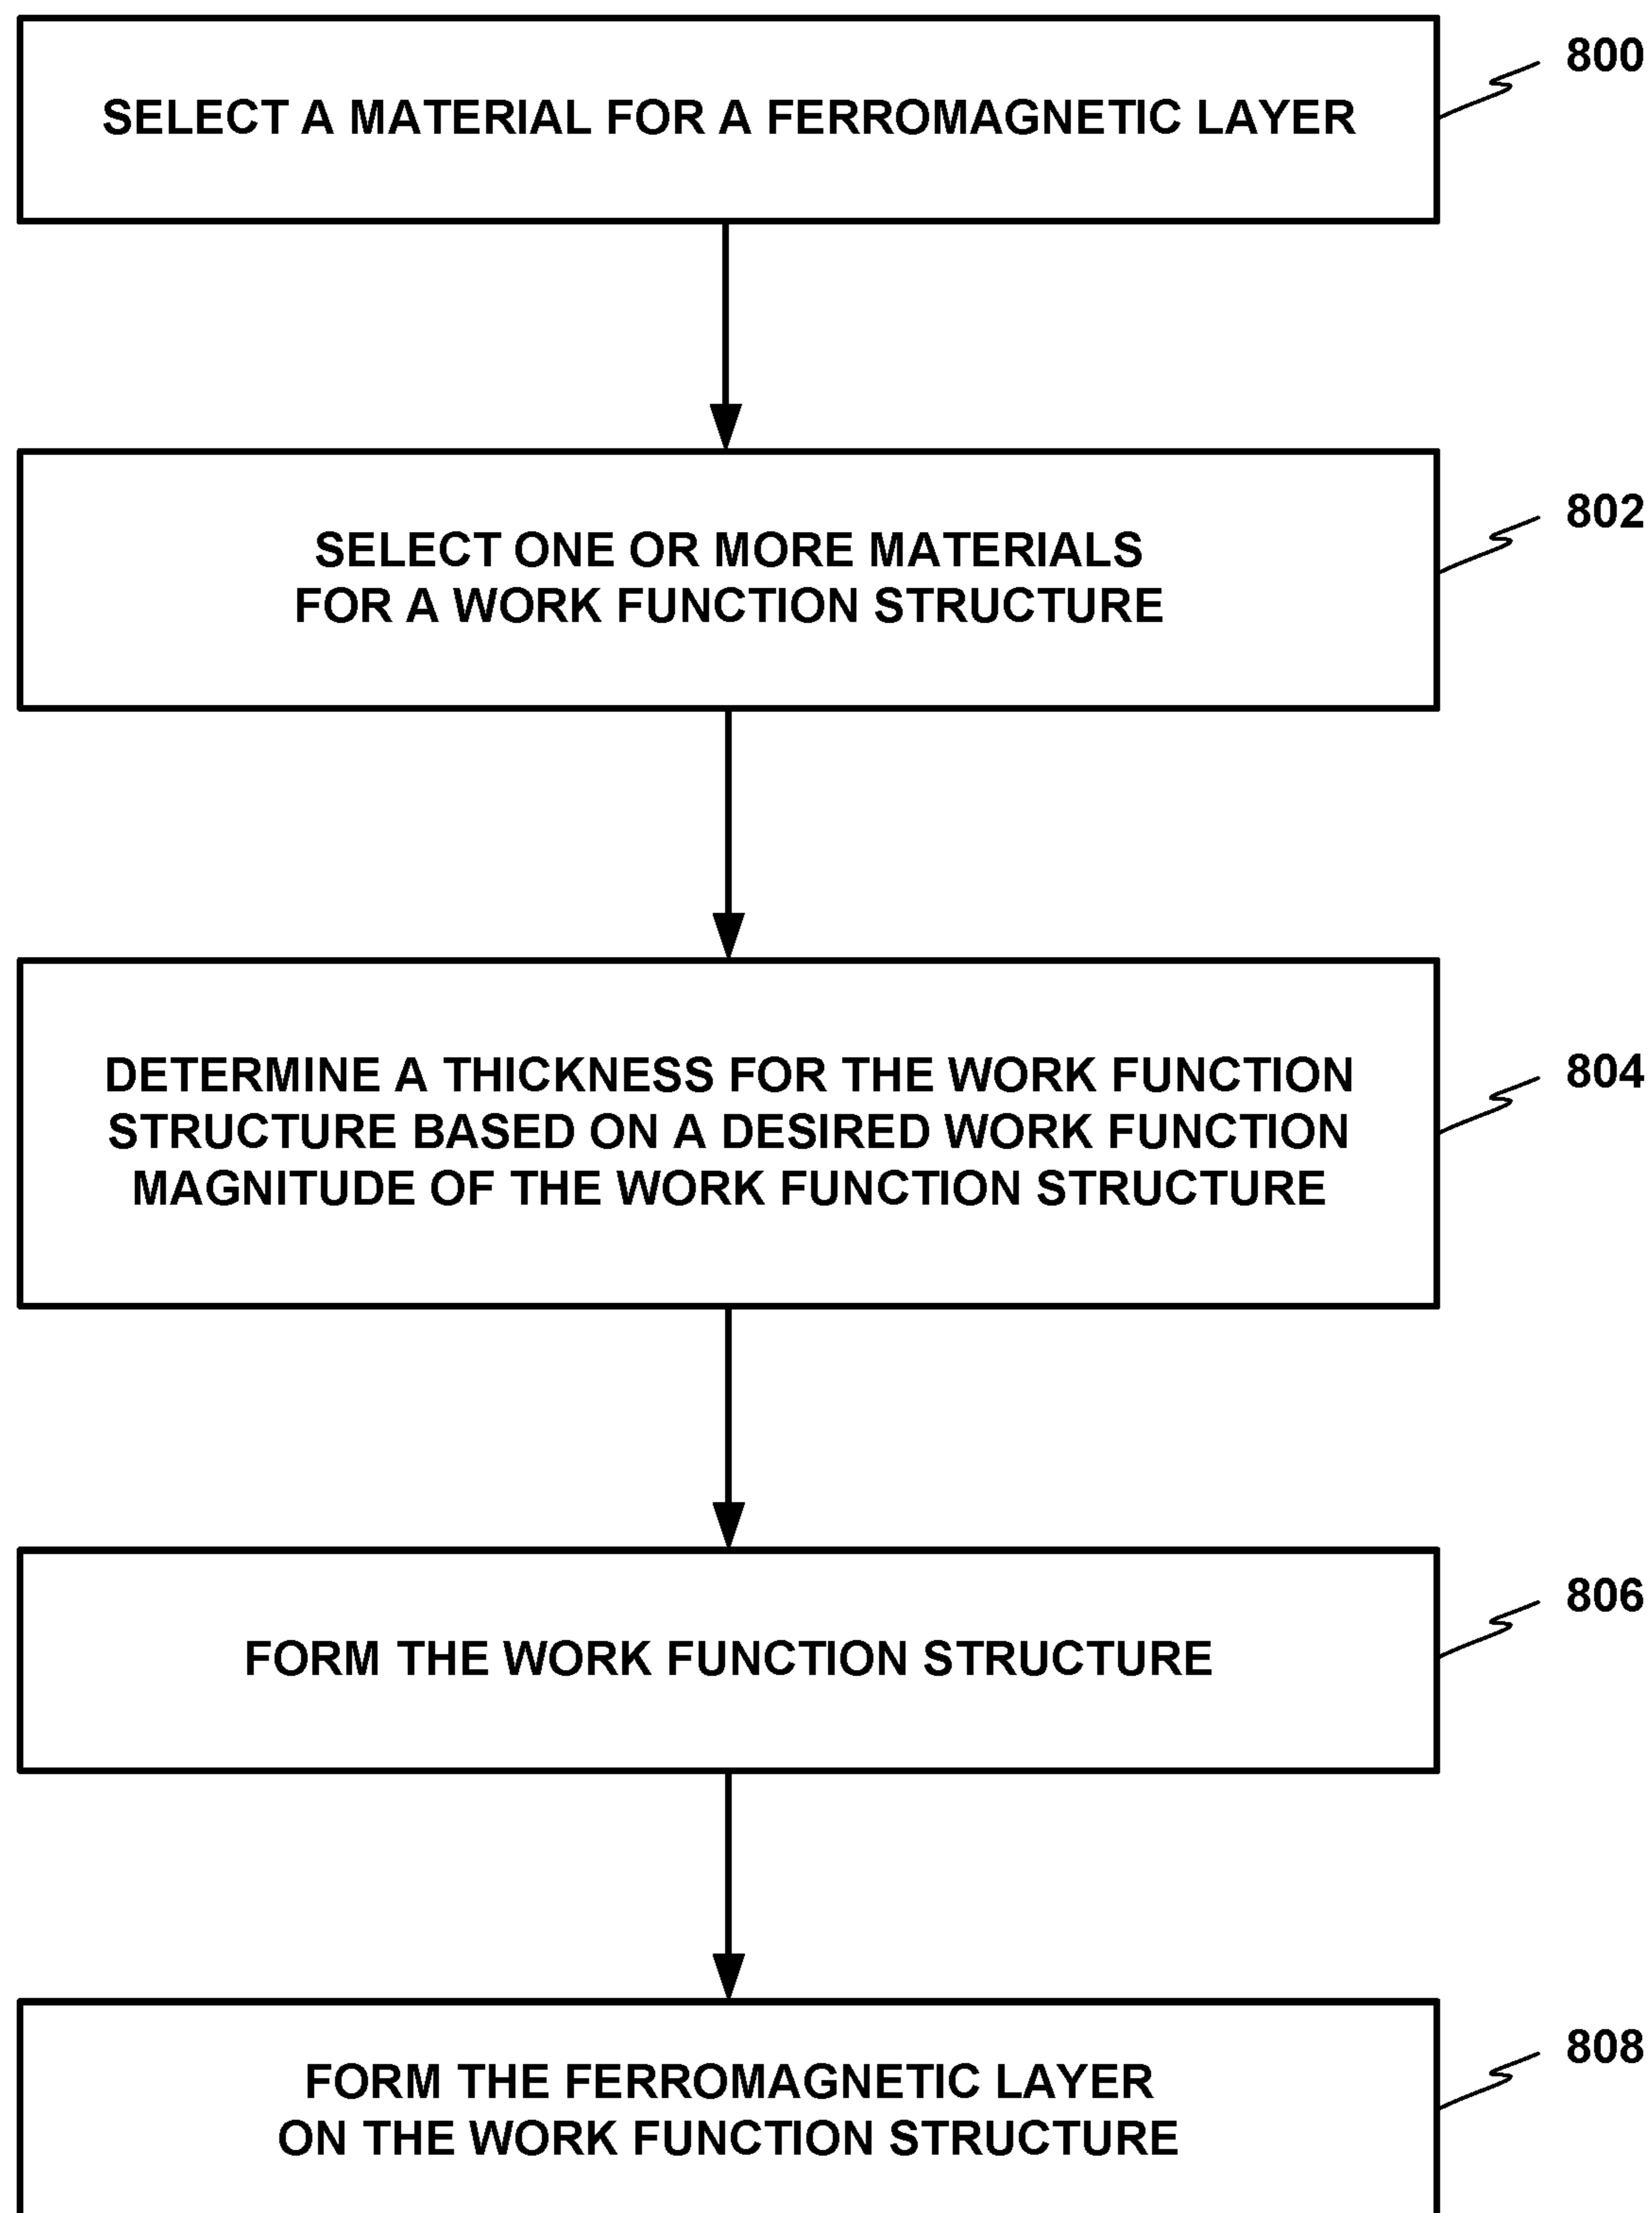 800
SELECT A MATERIAL FOR A FERROMAGNETIC LAYER
802
SELECT ONE OR MORE MATERIALS
FOR A WORK FUNCTION STRUCTURE
804
DETERMINE A THICKNESS FOR THE WORK FUNCTION
STRUCTURE BASED ON A DESIRED WORK FUNCTION
MAGNITUDE OF THE WORK FUNCTION STRUCTURE
806
FORM THE WORK FUNCTION STRUCTURE
808
FORM THE FERROMAGNETIC LAYER
ON THE WORK FUNCTION STRUCTURE